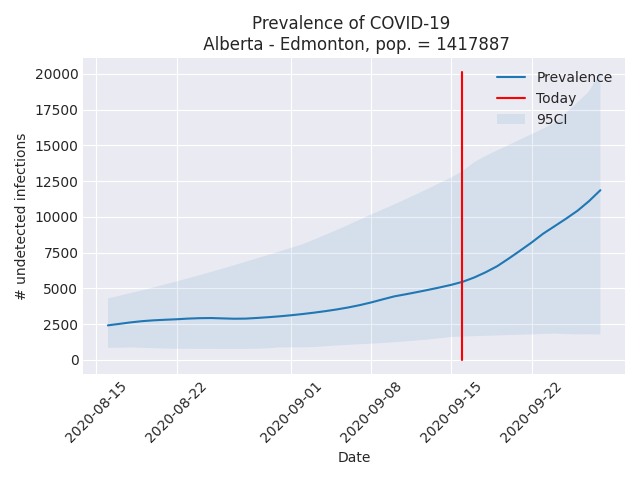 Prevalence of COVID-19
Alberta - Edmonton, pop. = 1417887
20000
17500
15000
12500
10000
7500
5000
2500
0
# undetected infections
Prevalence
Today
95CI
2020-08-15
2020-08-22
2020-09-01
2020-09-08
2020-09-15
2020-09-22
Date